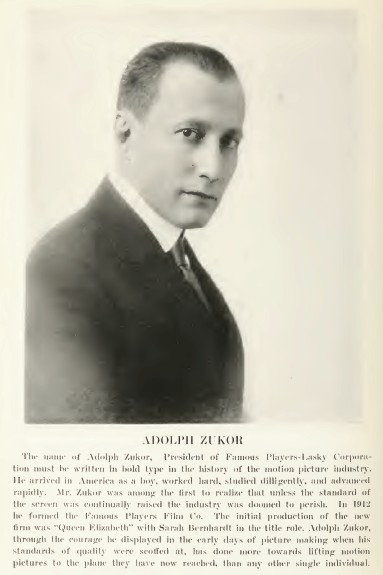 ADOLPH ZUKOR
The name of Adolph Zukor, President of Famous Players-Lasky Corpora-
tion must be written in bold type in the history of the motion picture industry.
He arrived in America as a boy, worked hard, studied dilligently, and advanced
rapidly. Mr. Zukor was among the first to realize that unless the standard of
the screen was continually raised the industry was doomed to perish. In 1912
he formed the Famous Players Film Co. The initial production of the new
firm was "Queen Elizabeth" with Sarah Bernhardt in the title role. Adolph Zukor,
through the courage he displayed in the early days of picture making when his
standards of quality were scoffed at, has done more towards lifting motion
pictures to the plane they have now reached, than any other single individual.